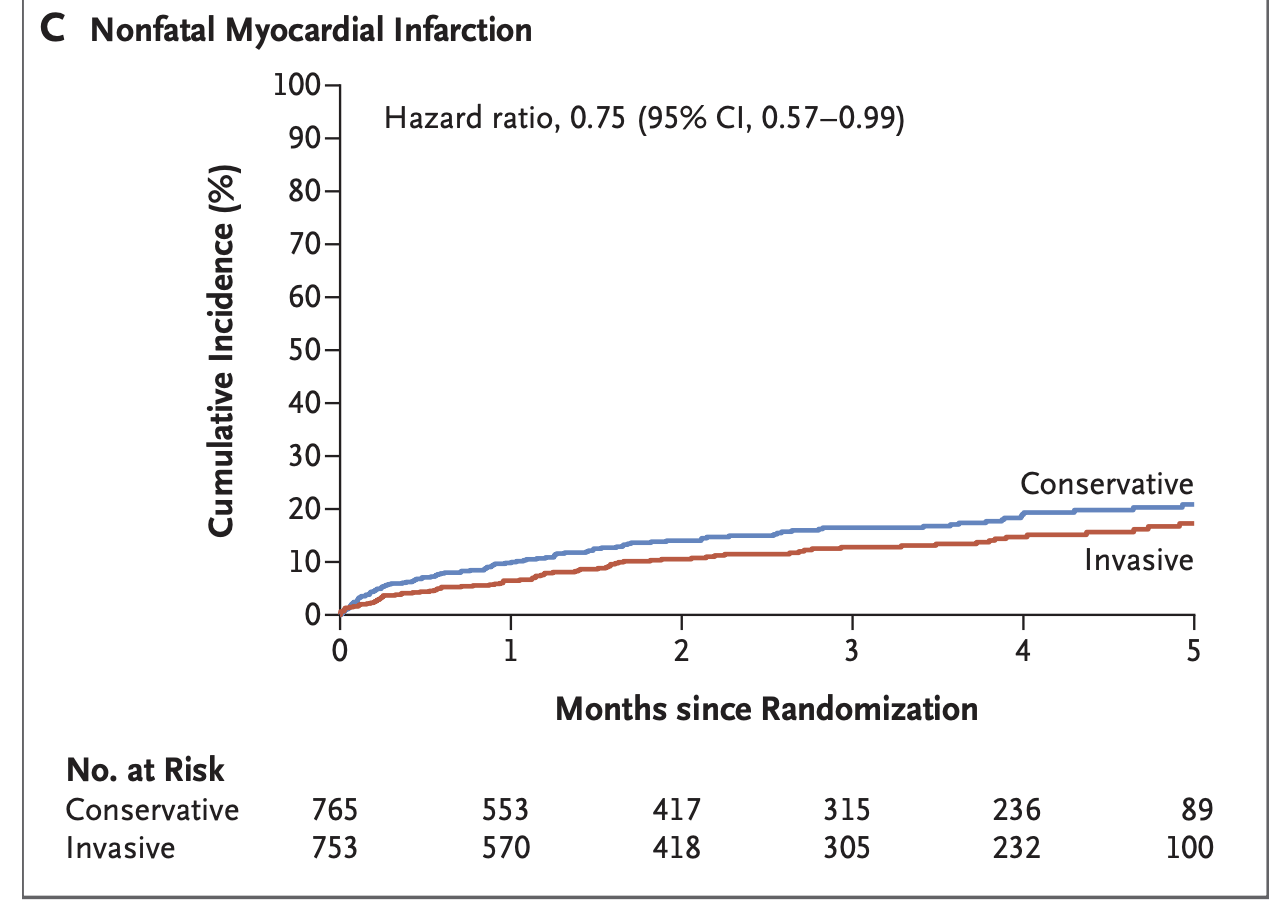 C Nonfatal Myocardial Infarction
100
Hazard ratio, 0.75 (95% CI, 0.57–0.99)
90
80
70
60
50
40
30
20
10
0
Cumulative Incidence (%)
Conservative
Invasive
0 1 2 3 4 5
Months since Randomization
No. at Risk
Conservative 765 553 417 315 236 89
Invasive 753 570 418 305 232 100